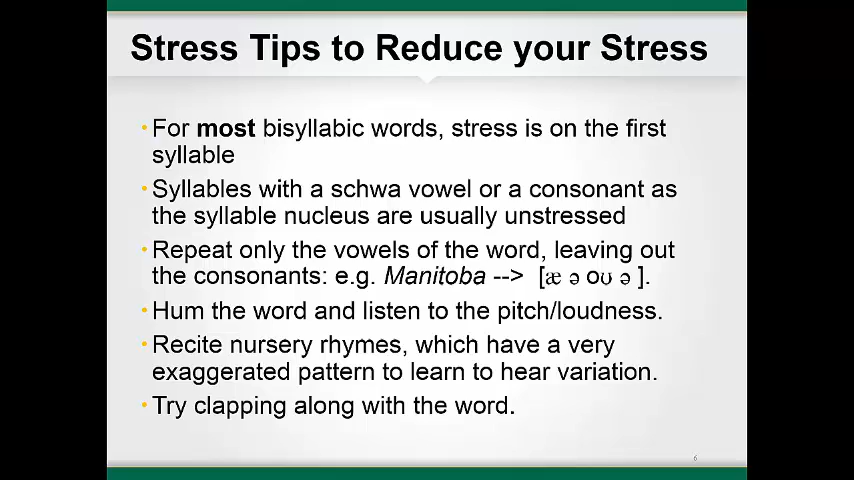 Stress Tips to Reduce your Stress
• For most bisyllabic words, stress is on the first
syllable
• Syllables with a schwa vowel or a consonant as
the syllable nucleus are usually unstressed
• Repeat only the vowels of the word, leaving out
the consonants: e.g. Manitoba --> [æ ə oʊ ə ].
• Hum the word and listen to the pitch/loudness.
• Recite nursery rhymes, which have a very
exaggerated pattern to learn to hear variation.
• Try clapping along with the word.
6